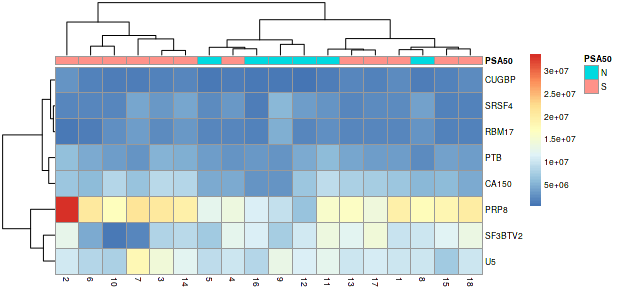 PSA50
PSA50
3e+07
N
2.5e+07
S
2e+07
1.5e+07
1e+07
5e+06
CUGBP
SRSF4
RBM17
PTB
CA150
PRP8
SF3BTV2
U5
2 6 10 7 3 14 5 4 16 9 12 11 13 17 1 8 15 18